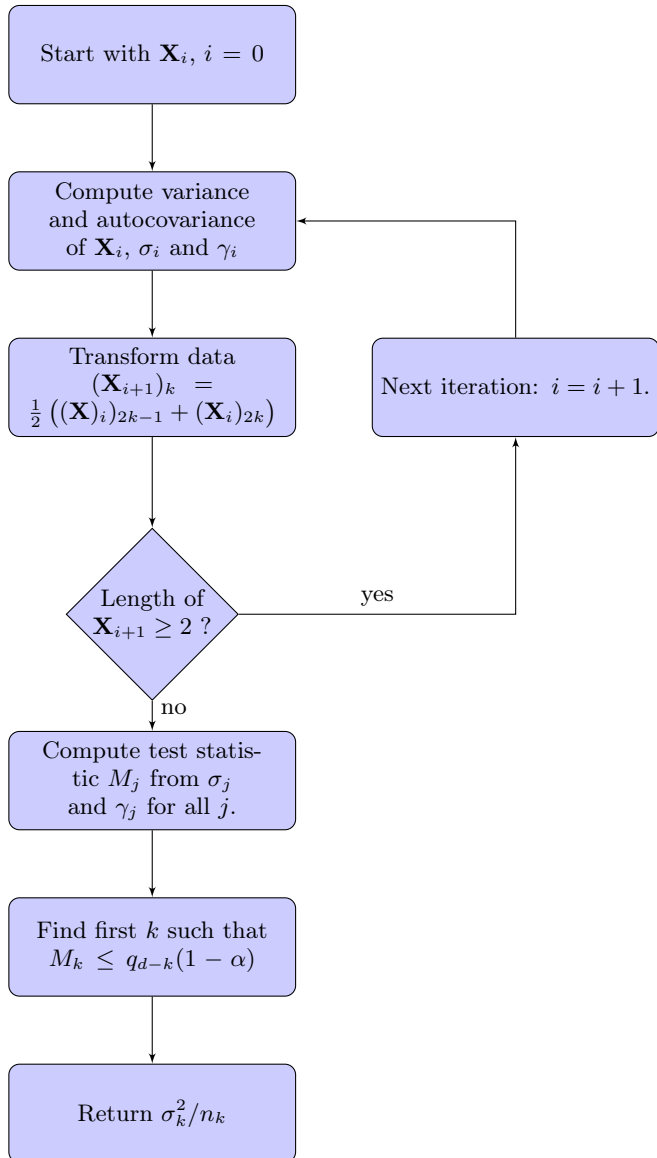 Start with X_i, i = 0
Compute variance
and autocovariance
of X_i, σ_i and γ_i
Transform data
(X_{i+1})_k =
½ ((X)_i)_{2k−1} + (X_i)_{2k})
Next iteration: i = i + 1.
Length of
X_{i+1} ≥ 2 ?
yes
no
Compute test statis-
tic M_j from σ_j
and γ_j for all j.
Find first k such that
M_k ≤ q_{d−k}(1 − α)
Return σ_k^2/n_k